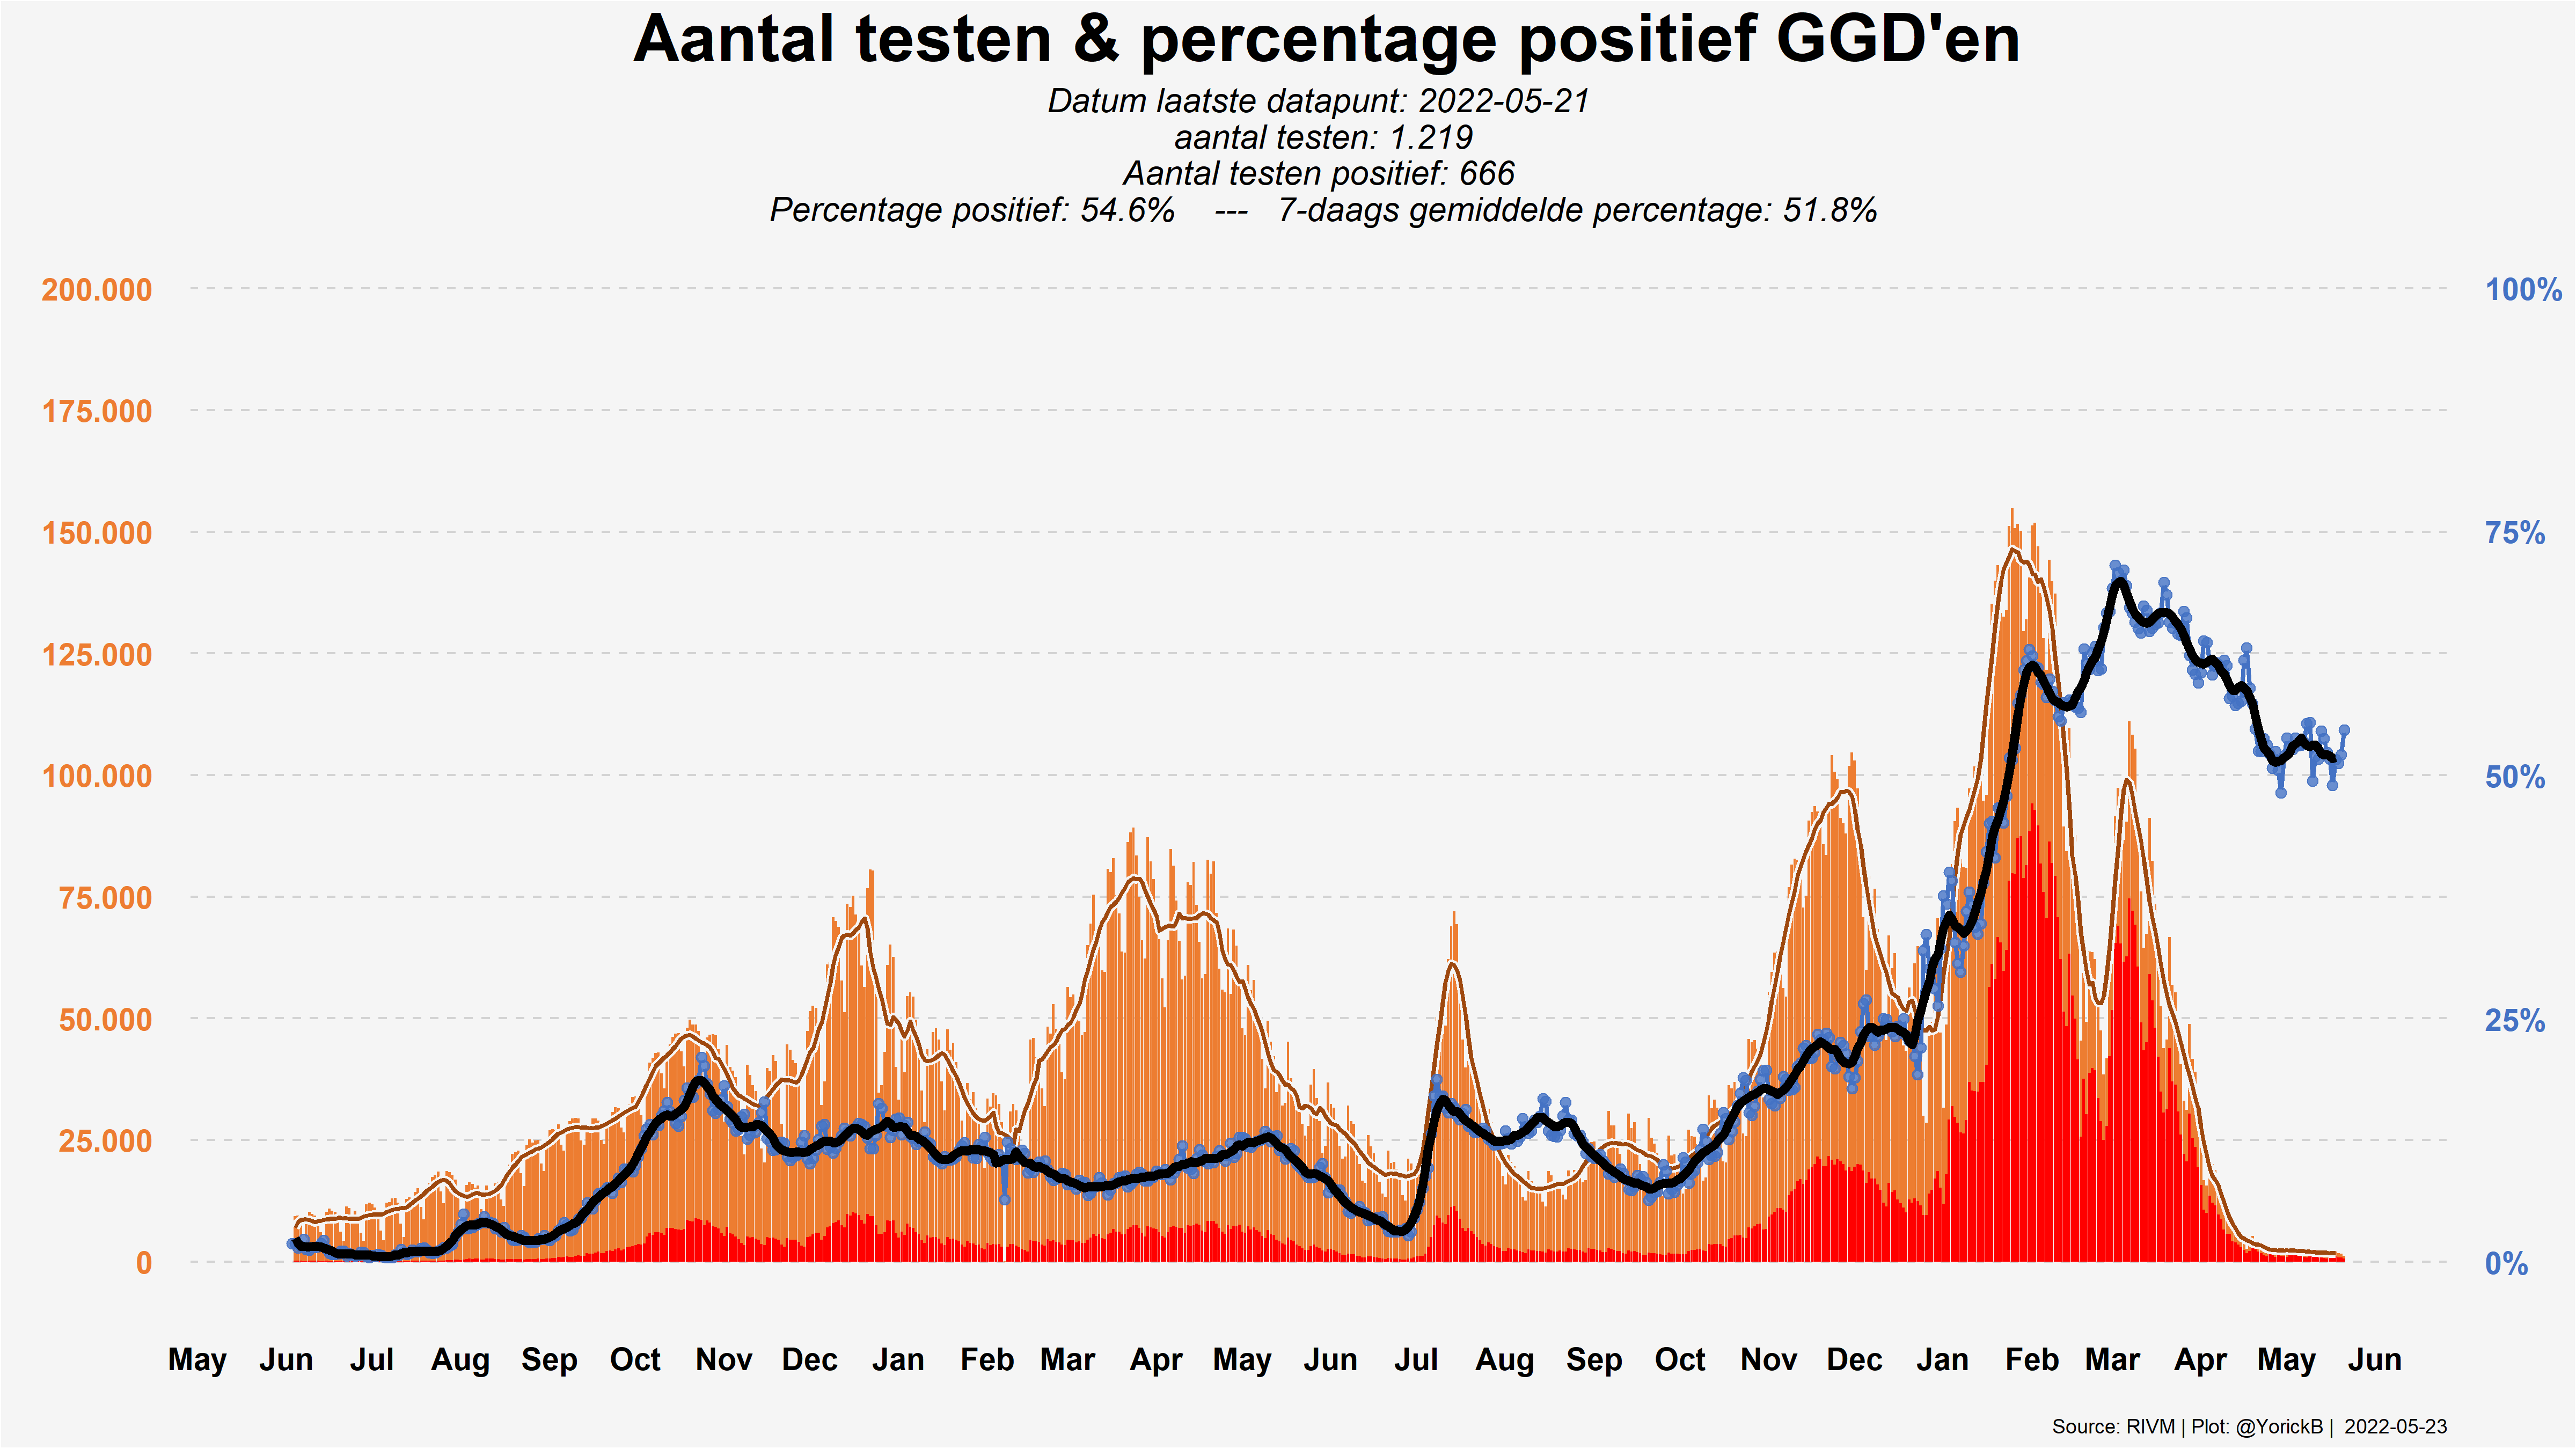 Aantal testen & percentage positief GGD'en
Datum laatste datapunt: 2022-05-21
aantal testen: 1.219
Aantal testen positief: 666
Percentage positief: 54.6% --- 7-daags gemiddelde percentage: 51.8%
200.000 100%
175.000
150.000 75%
125.000
100.000 50%
75.000
50.000 25%
25.000
0 0%
May Jun Jul Aug Sep Oct Nov Dec Jan Feb Mar Apr May Jun Jul Aug Sep Oct Nov Dec Jan Feb Mar Apr May Jun
Source: RIVM | Plot: @YorickB | 2022-05-23